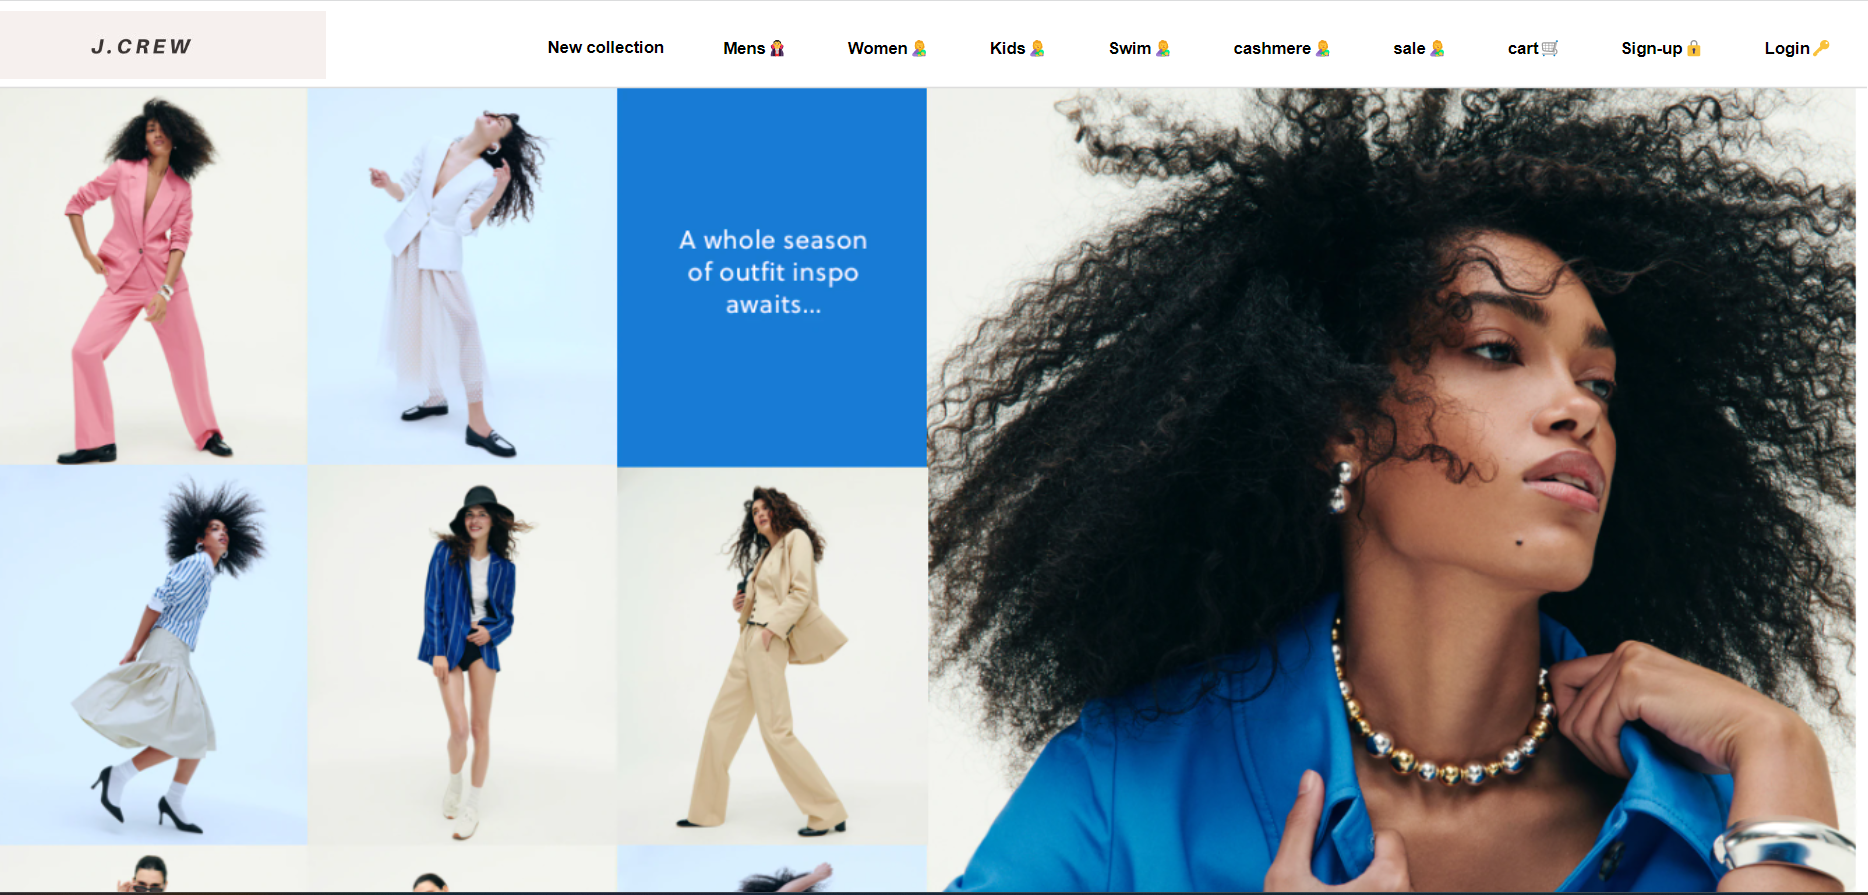 J.CREW
New collection Mens Women Kids Swim cashmere sale cart Sign-up Login
A whole season
of outfit inspo
awaits...